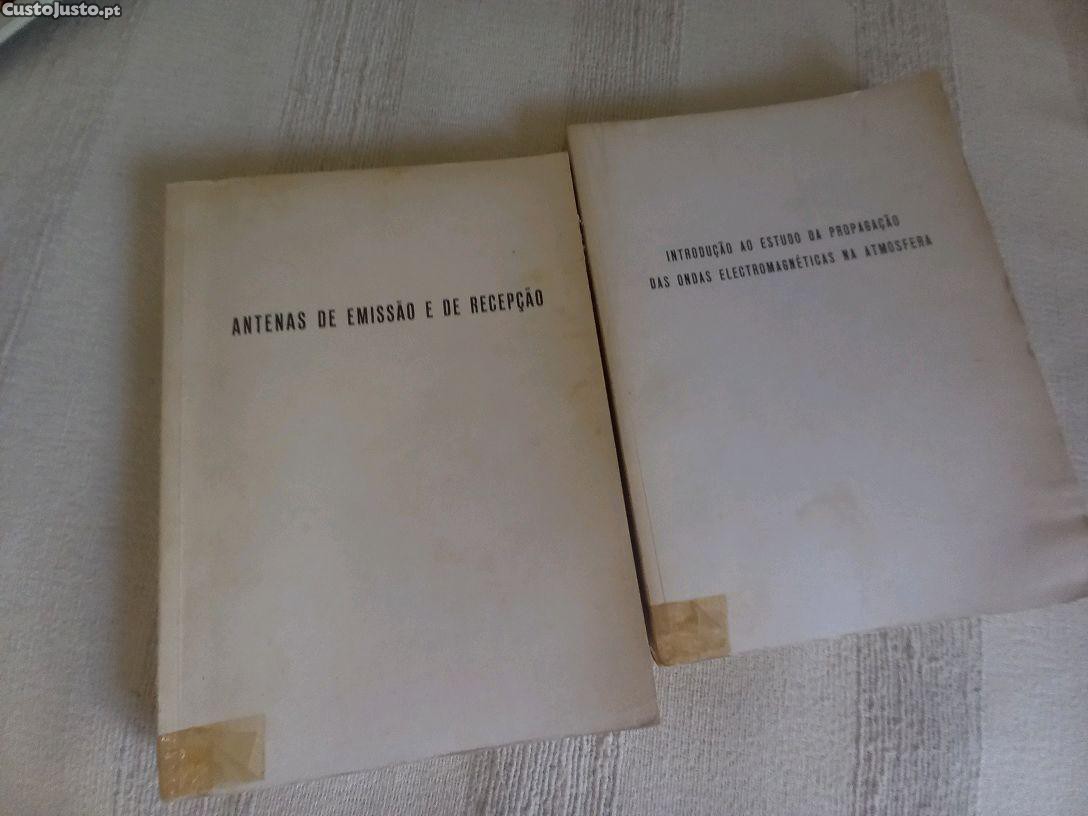 CustoJusto.pt
ANTENAS DE EMISSÃO E DE RECEPÇÃO
INTRODUÇÃO AO ESTUDO DA PROPAGAÇÃO
DAS ONDAS ELECTROMAGNÉTICAS NA ATMOSFERA